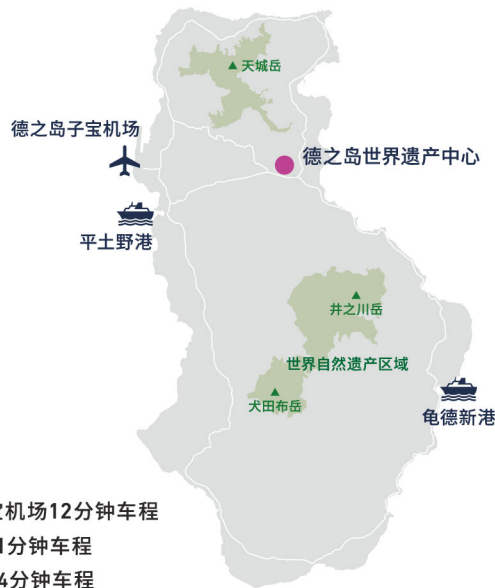 天城岳
德之岛子宝机场
德之岛世界遗产中心
平土野港
井之川岳
世界自然遗产区域
犬田布岳
龟德新港
机场12分钟车程
分钟车程
分钟车程